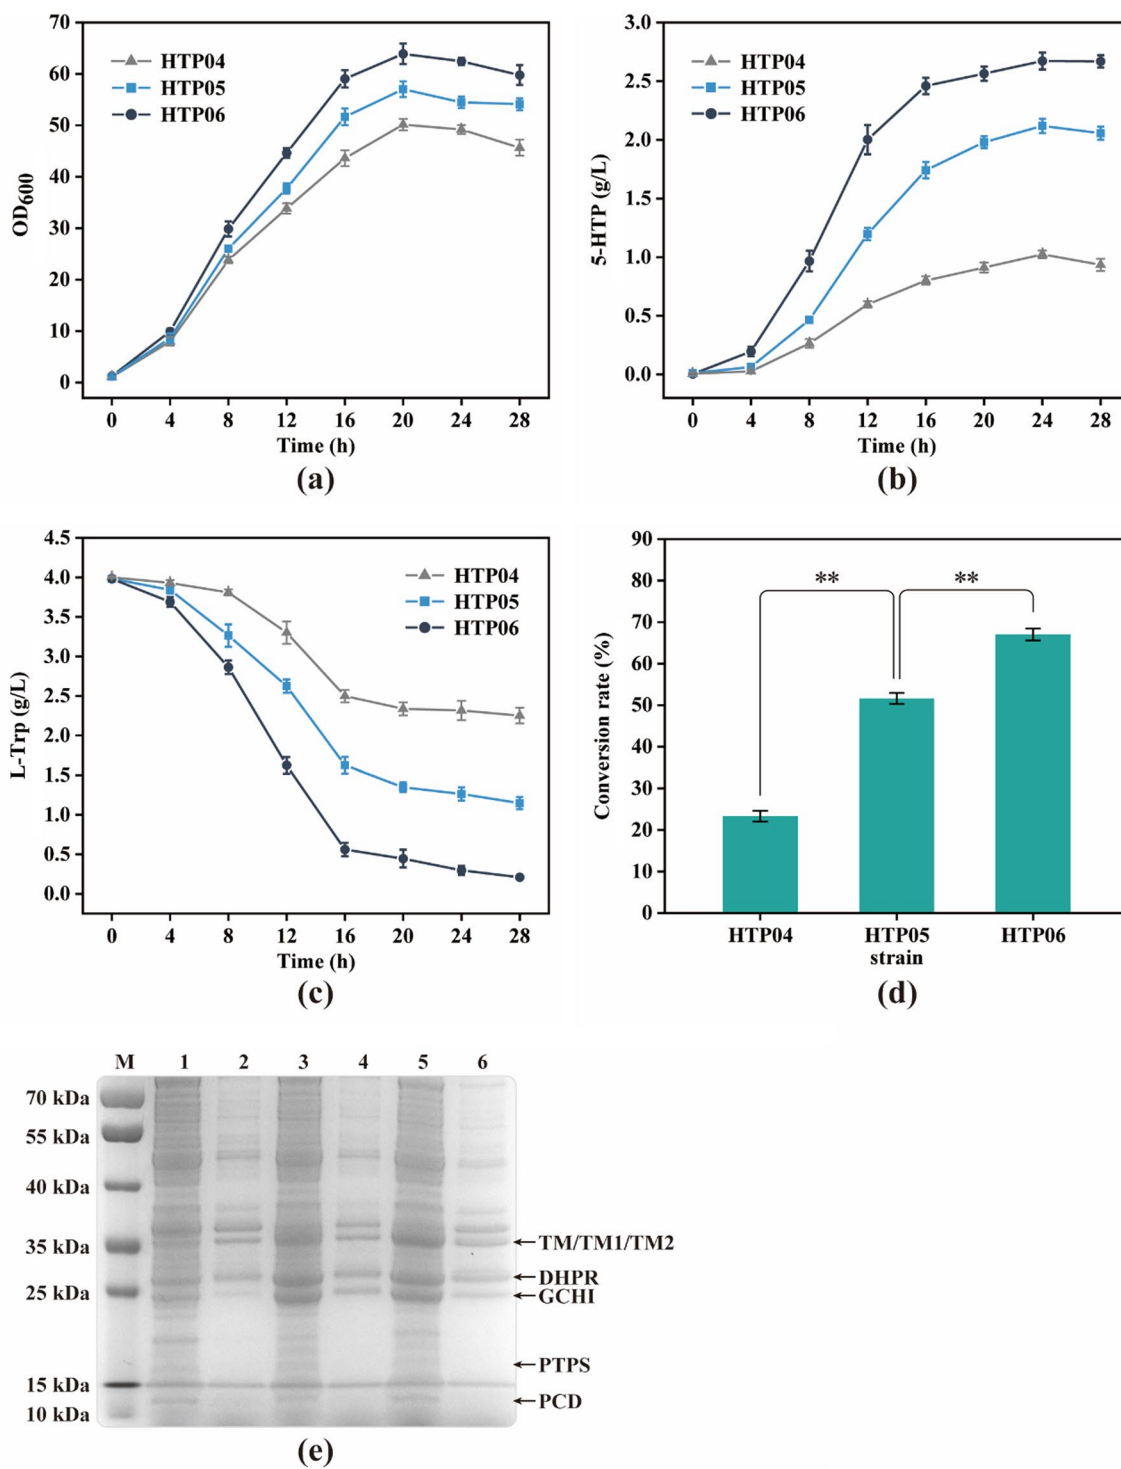 70
60
50
40
30
20
10
0
OD600
HTP04
HTP05
HTP06
0 4 8 12 16 20 24 28
Time (h)
(a)
3.0
2.5
2.0
1.5
1.0
0.5
0.0
5-HTP (g/L)
HTP04
HTP05
HTP06
0 4 8 12 16 20 24 28
Time (h)
(b)
4.5
4.0
3.5
3.0
2.5
2.0
1.5
1.0
0.5
0.0
L-Trp (g/L)
HTP04
HTP05
HTP06
0 4 8 12 16 20 24 28
Time (h)
(c)
90
80
70
60
50
40
30
20
10
0
Conversion rate (%)
** **
HTP04 HTP05 HTP06
strain
(d)
M 1 2 3 4 5 6
70 kDa
55 kDa
40 kDa
35 kDa
25 kDa
15 kDa
10 kDa
TM/TM1/TM2
DHPR
GCHI
PTPS
PCD
(e)